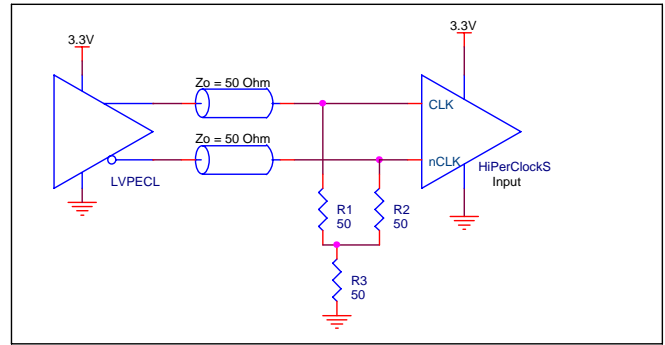 3.3V
3.3V
Zo = 50 Ohm
CLK
Zo = 50 Ohm
nCLK
LVPECL
HiPerClockS
Input
R1
50
R2
50
R3
50